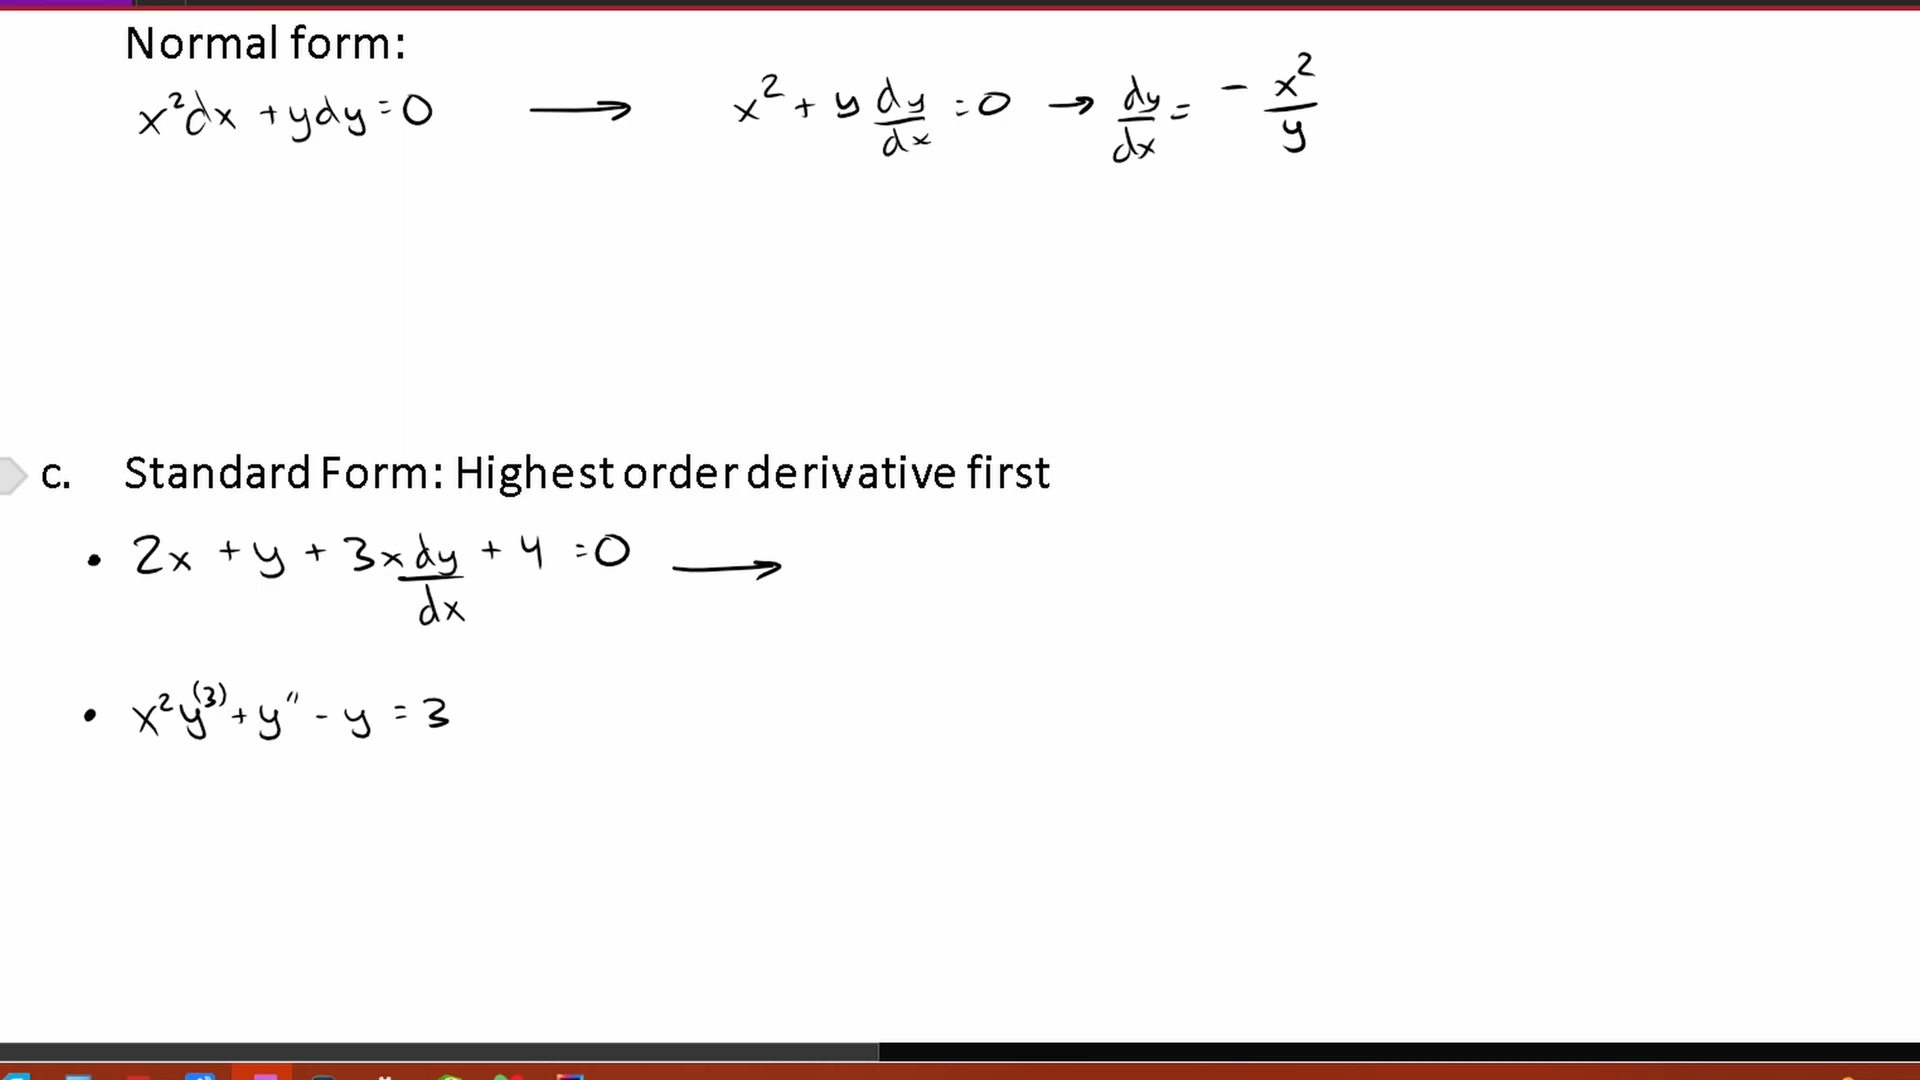 Normal form:
x²dx + ydy = 0 → x² + y dy/dx = 0 → dy/dx = - x²/y
c. Standard Form: Highest order derivative first
• 2x + y + 3x dy/dx + 4 = 0 →
• x²y⁽³⁾ + y″ - y = 3